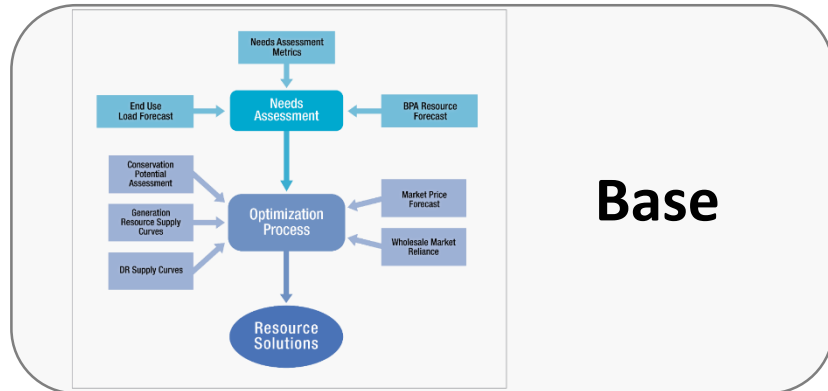 Needs Assessment
Metrics
End Use
Load Forecast
Needs
Assessment
BPA Resource
Forecast
Conservation
Potential
Assessment
Generation
Resource Supply
Curves
DR Supply Curves
Optimization
Process
Market Price
Forecast
Wholesale Market
Reliance
Resource
Solutions
Base